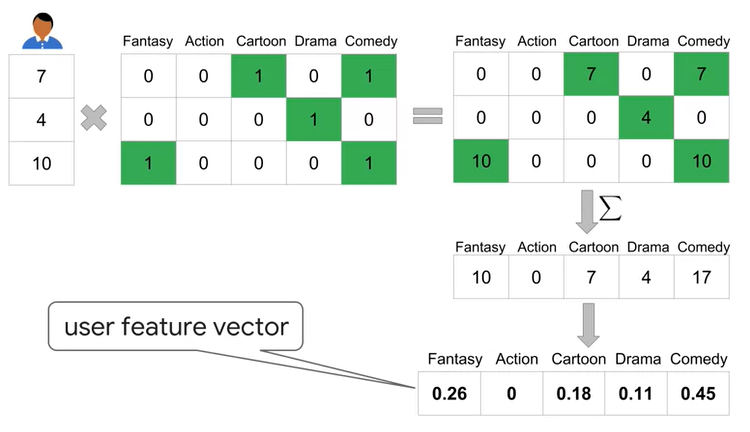 Fantasy Action Cartoon Drama Comedy
7 0 0 1 0 1
4 0 0 0 1 0
10 1 0 0 0 1
Fantasy Action Cartoon Drama Comedy
0 0 7 0 7
0 0 0 4 0
10 0 0 0 10
∑
Fantasy Action Cartoon Drama Comedy
10 0 7 4 17
user feature vector
Fantasy Action Cartoon Drama Comedy
0.26 0 0.18 0.11 0.45